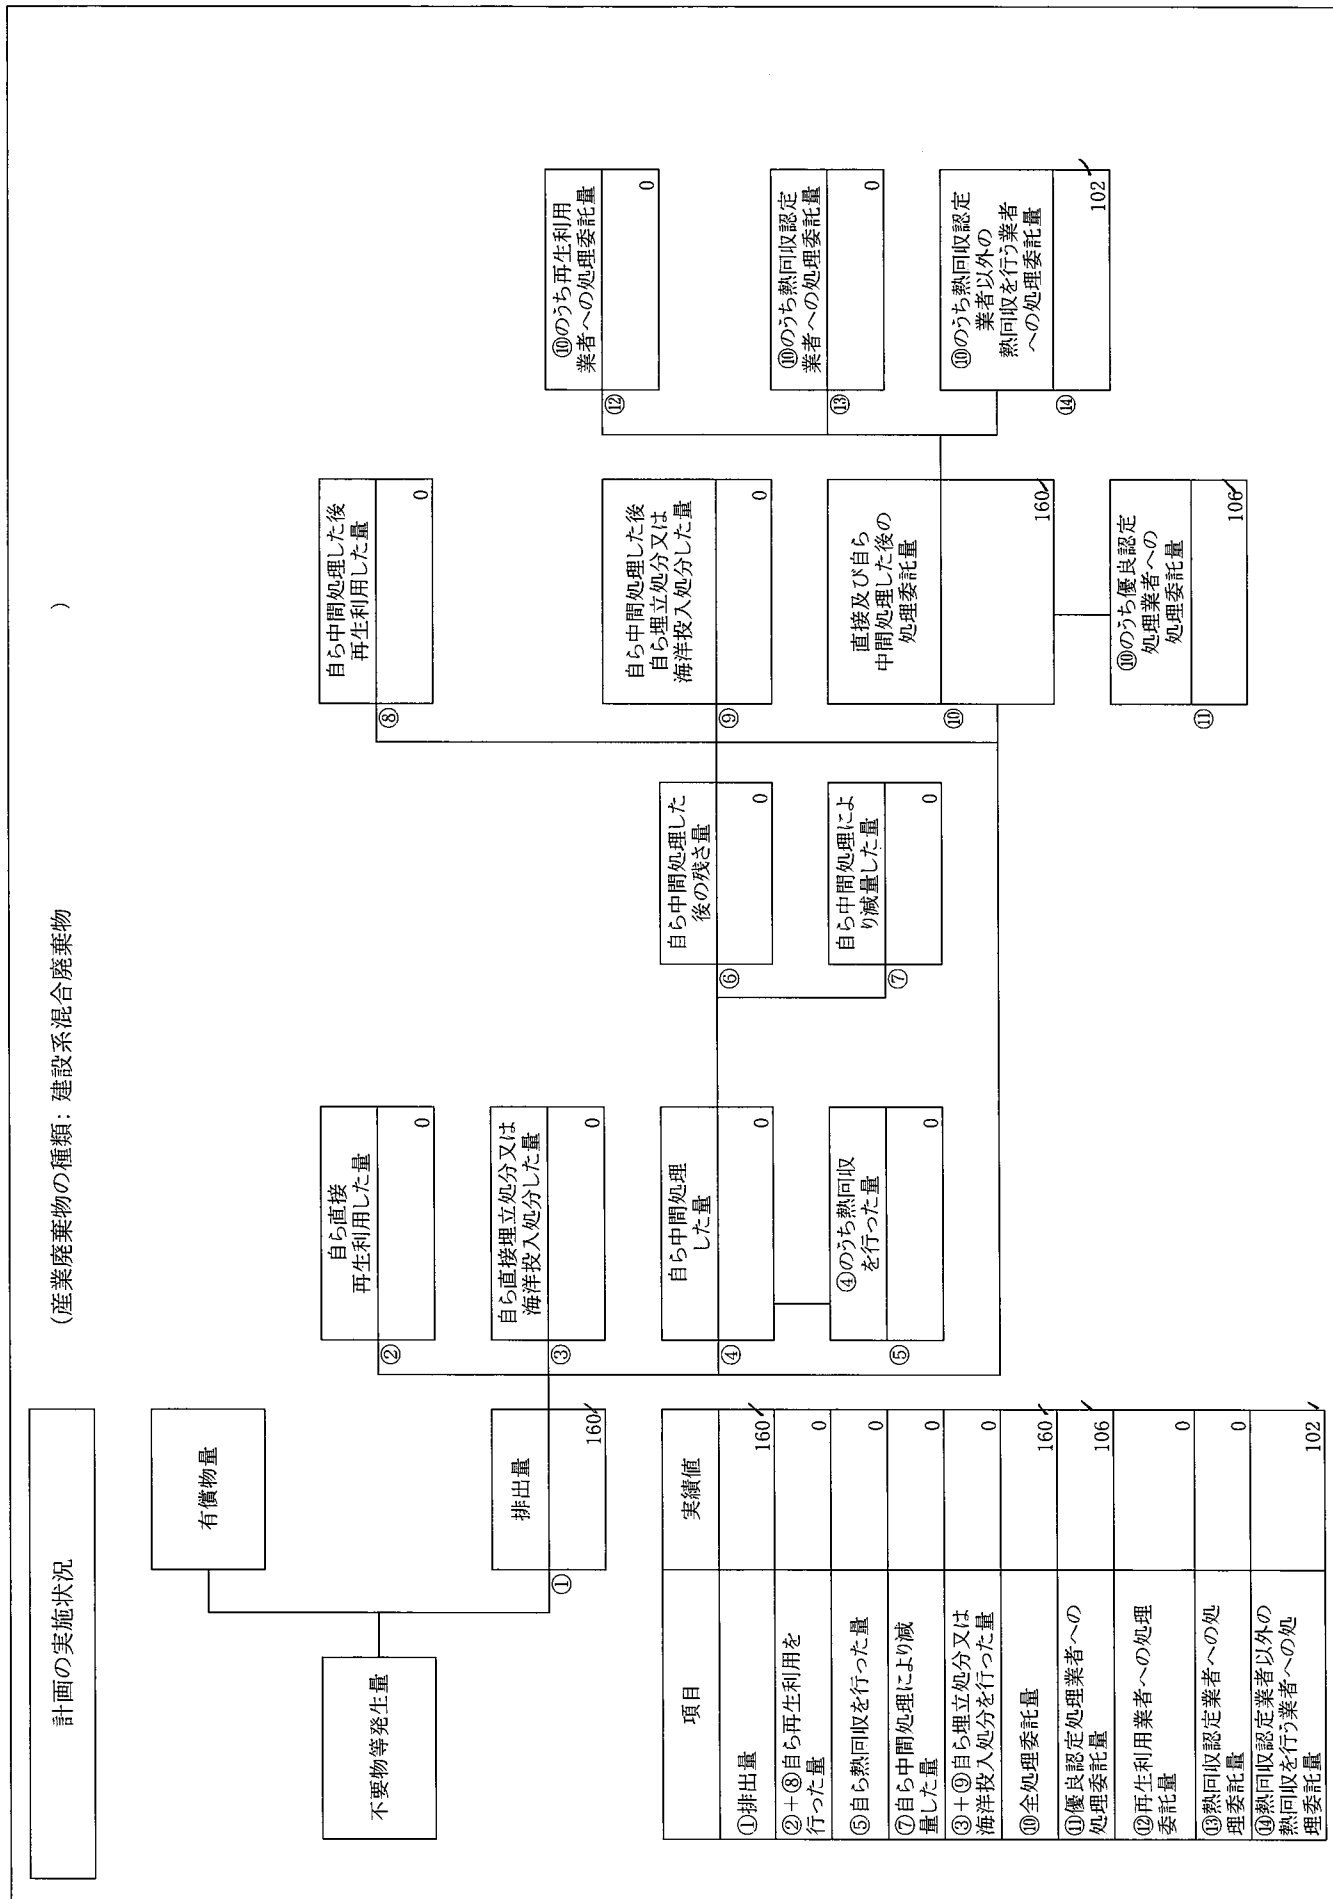 計画の実施状況
(産業廃棄物の種類: 建設系混合廃棄物 )
不要物等発生量
有償物量
①
排出量
160
②
自ら直接
再生利用した量
0
③
自ら直接埋立処分又は
海洋投入処分した量
0
④
自ら中間処理
した量
0
⑤
④のうち熱回収
を行った量
0
⑥
自ら中間処理した
後の残さ量
0
⑦
自ら中間処理によ
り減量した量
0
⑧
自ら中間処理した後
再生利用した量
0
⑨
自ら中間処理した後
自ら埋立処分又は
海洋投入処分した量
0
⑩
直接及び自ら
中間処理した後の
処理委託量
160
⑪
⑩のうち優良認定
処理業者への
処理委託量
106
⑫
⑩のうち再生利用
業者への処理委託量
0
⑬
⑩のうち熱回収認定
業者への処理委託量
0
⑭
⑩のうち熱回収認定
業者以外の
熱回収を行う業者
への処理委託量
102
項目 実績値
①排出量 160
②+⑧自ら再生利用を
行った量 0
⑤自ら熱回収を行った量 0
⑦自ら中間処理により減
量した量 0
③+⑨自ら埋立処分又は
海洋投入処分を行った量 0
⑩全処理委託量 160
⑪優良認定処理業者への
処理委託量 106
⑫再生利用業者への処理
委託量 0
⑬熱回収認定業者への処
理委託量 0
⑭熱回収認定業者以外の
熱回収を行う業者への処
理委託量 102